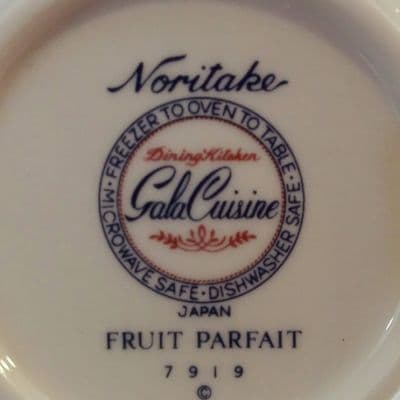 Noritake
FREEZER TO OVEN TO TABLE · DISHWASHER SAFE · MICROWAVE SAFE ·
Dining Kitchen
Gala Cuisine
JAPAN
FRUIT PARFAIT
7919
©